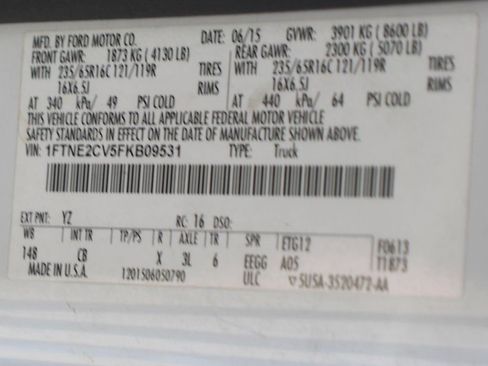 MFD. BY FORD MOTOR CO. DATE: 06/15 GVWR: 3901 KG ( 8600 LB)
FRONT GAWR: 1873 KG ( 4130 LB) REAR GAWR: 2300 KG ( 5070 LB)
WITH 235/65R16C 121/119R TIRES WITH 235/65R16C 121/119R TIRES
16X6.5J RIMS 16X6.5J RIMS
AT 340 kPa/ 49 PSI COLD AT 440 kPa/ 64 PSI COLD
THIS VEHICLE CONFORMS TO ALL APPLICABLE FEDERAL MOTOR VEHICLE
SAFETY STANDARDS IN EFFECT ON THE DATE OF MANUFACTURE SHOWN ABOVE.
VIN: 1FTNE2CV5FKB09531 TYPE: Truck
EXT PNT: YZ RC: 16 DSO:
WB INT TR TP/PS R AXLE TR SPR ETG12 F0613
148 CB X 3L 6 EEGG A05 T1873
MADE IN U.S.A. 1201506050790 ULC ▽5U5A-3520472-AA